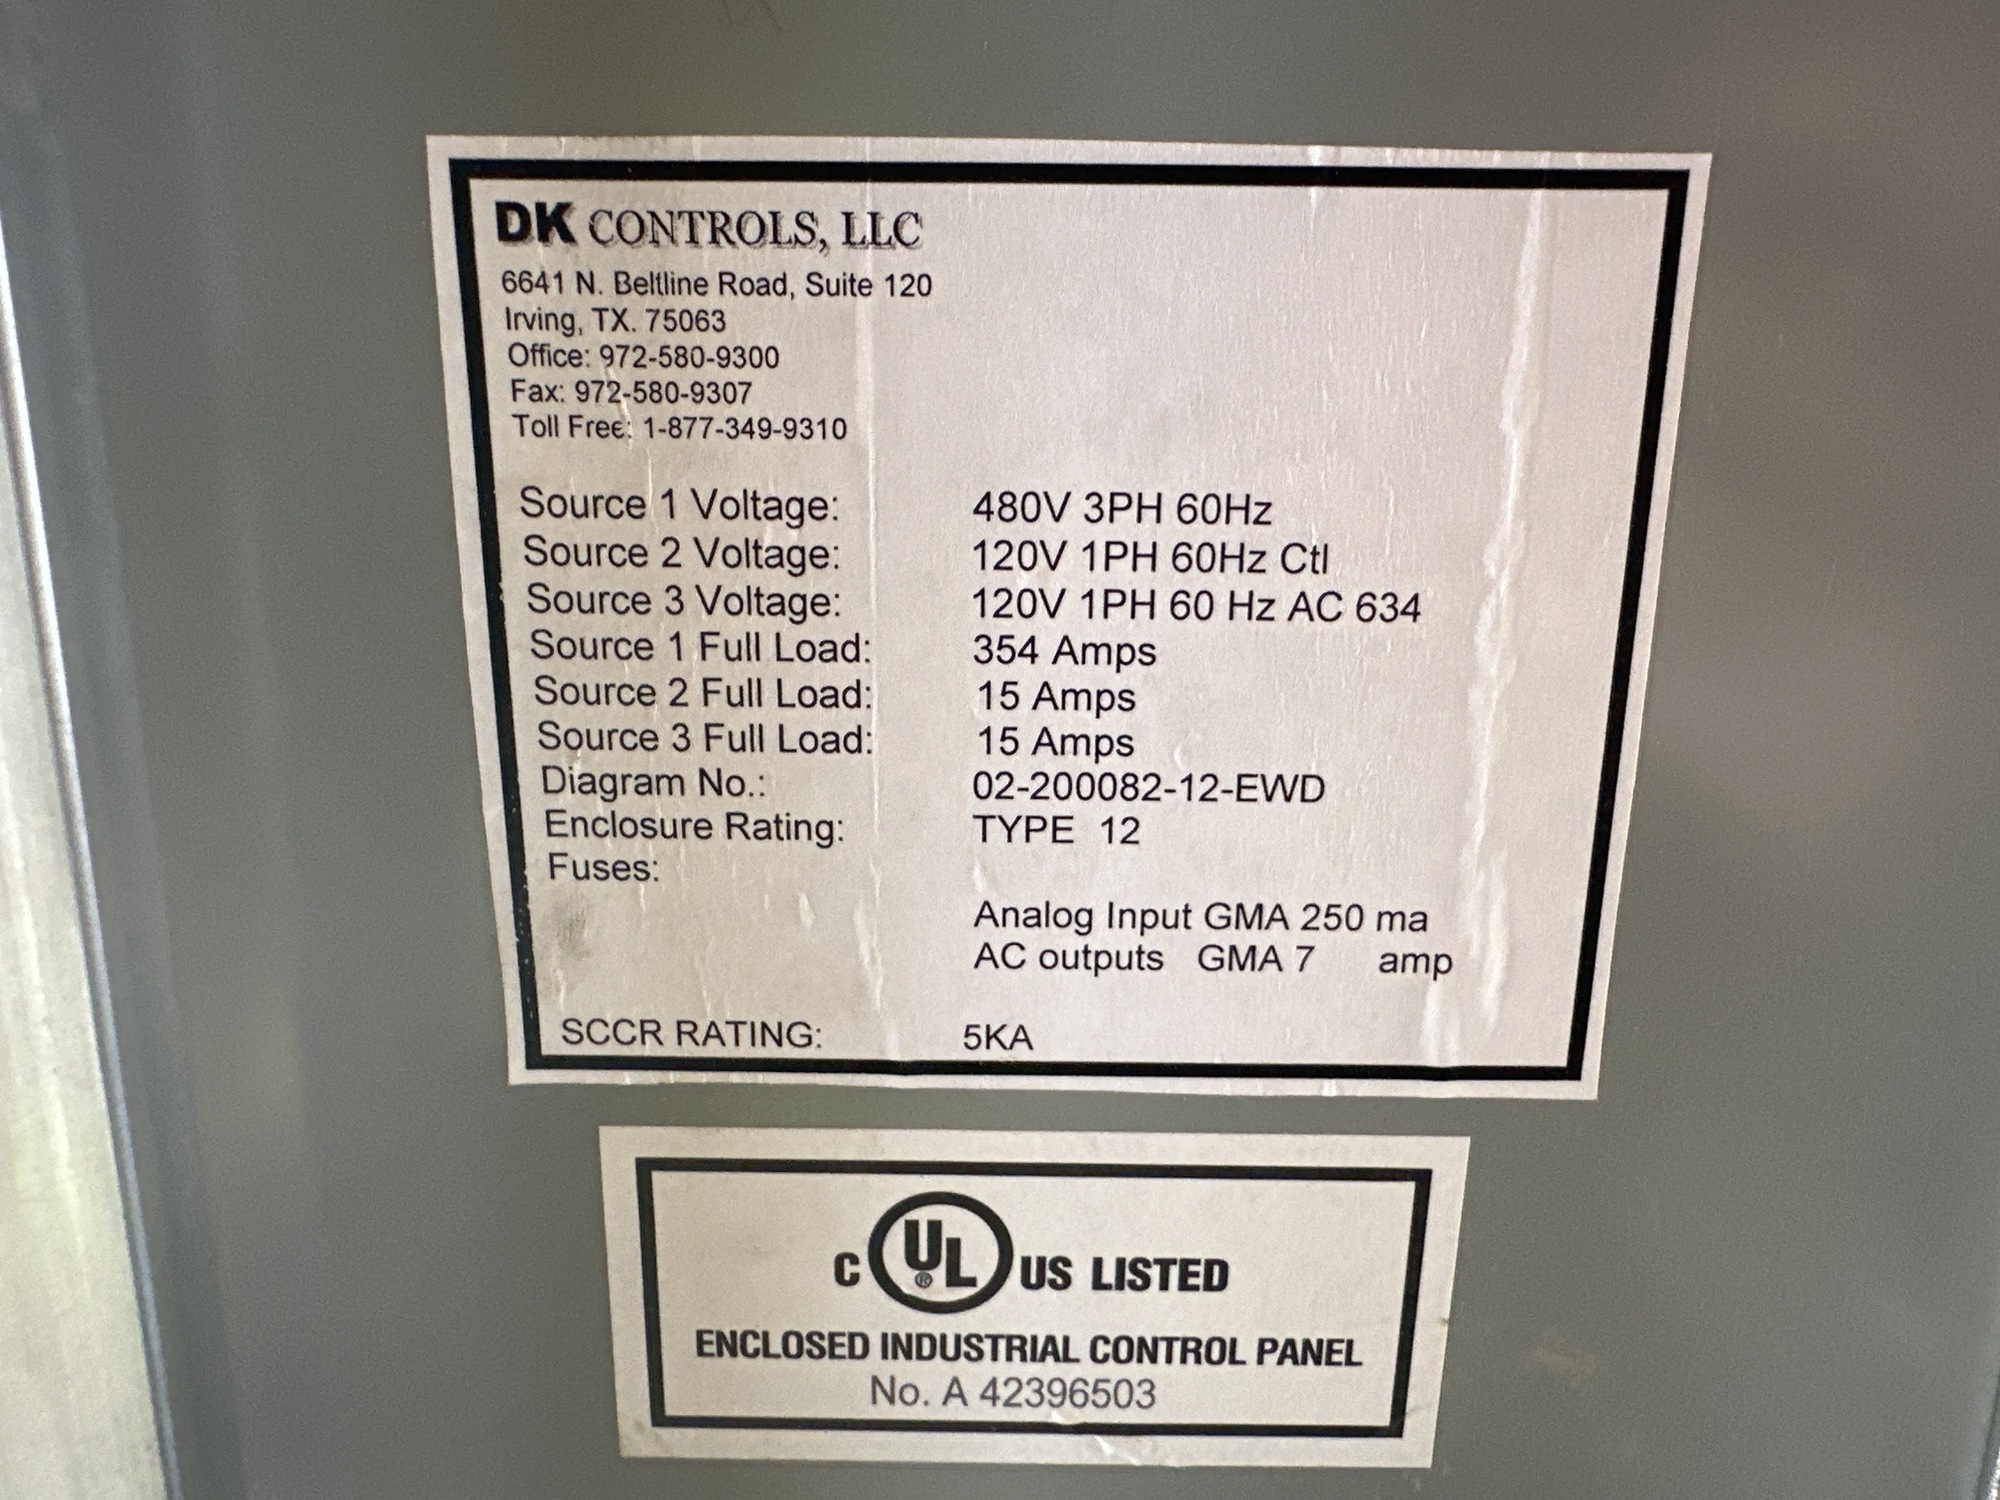 DK CONTROLS, LLC
6641 N. Beltline Road, Suite 120
Irving, TX. 75063
Office: 972-580-9300
Fax: 972-580-9307
Toll Free: 1-877-349-9310
Source 1 Voltage: 480V 3PH 60Hz
Source 2 Voltage: 120V 1PH 60Hz Ctl
Source 3 Voltage: 120V 1PH 60 Hz AC 634
Source 1 Full Load: 354 Amps
Source 2 Full Load: 15 Amps
Source 3 Full Load: 15 Amps
Diagram No.: 02-200082-12-EWD
Enclosure Rating: TYPE 12
Fuses:
Analog Input GMA 250 ma
AC outputs GMA 7 amp
SCCR RATING: 5KA
C UL® US LISTED
ENCLOSED INDUSTRIAL CONTROL PANEL
No. A 42396503